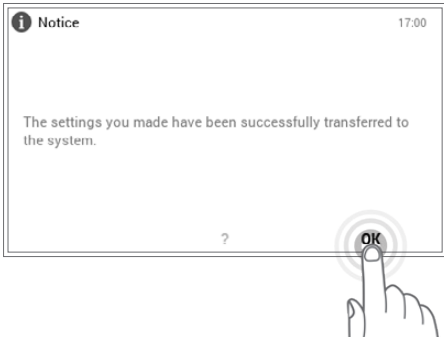 Notice
17:00
The settings you made have been successfully transferred to
the system.
?
OK